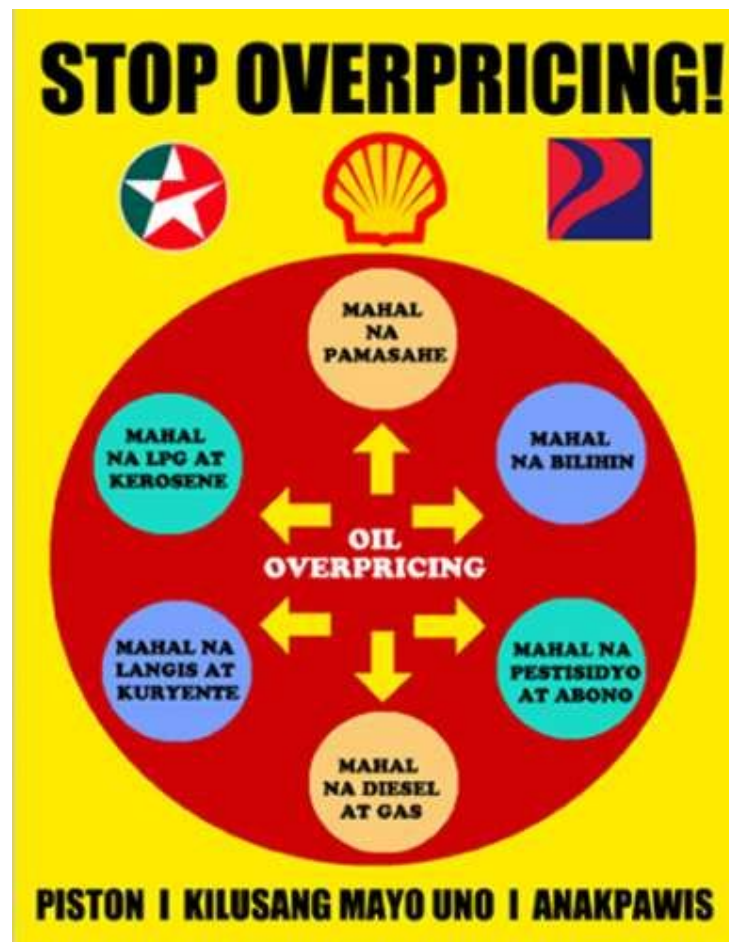 STOP OVERPRICING!
MAHAL
NA
PAMASAHE
MAHAL
NA LPG AT
KEROSENE
MAHAL
NA BILIHIN
OIL
OVERPRICING
MAHAL NA
LANGIS AT
KURYENTE
MAHAL NA
PESTISIDYO
AT ABONO
MAHAL
NA DIESEL
AT GAS
PISTON | KILUSANG MAYO UNO | ANAKPAWIS